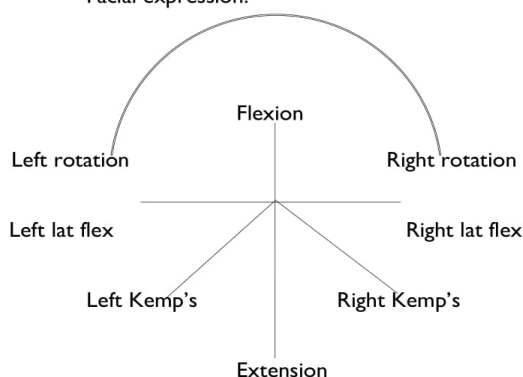 Facial expression:
Flexion
Left rotation
Right rotation
Left lat flex
Right lat flex
Left Kemp's
Right Kemp's
Extension